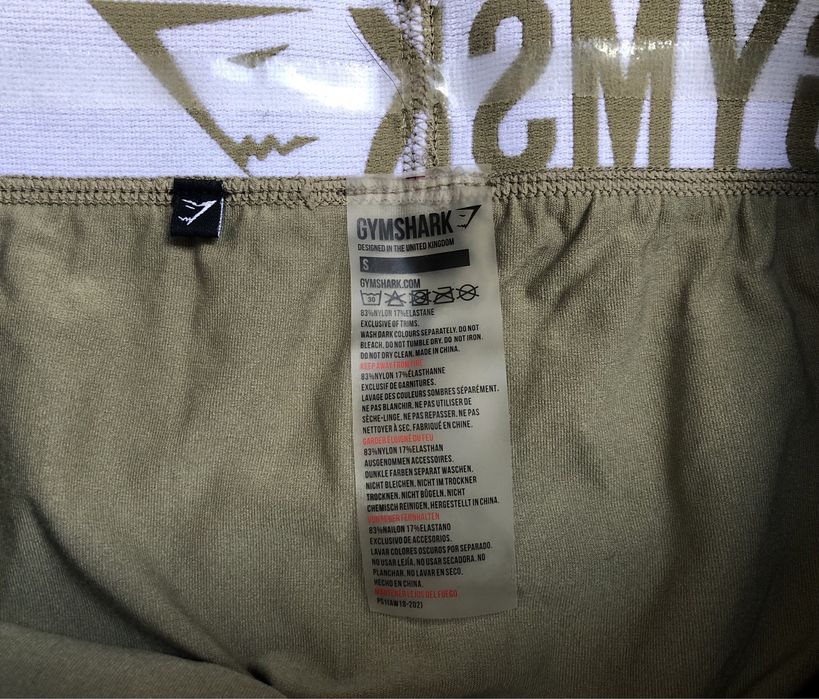 GYMSK
GYMSHARK
DESIGNED IN THE UNITED KINGDOM
S
GYMSHARK.COM
30
83%NYLON 17%ELASTANE
EXCLUSIVE OF TRIMS.
WASH DARK COLOURS SEPARATELY. DO NOT
BLEACH. DO NOT TUMBLE DRY. DO NOT IRON.
DO NOT DRY CLEAN. MADE IN CHINA.
KEEP AWAY FROM FIRE
83%NYLON 17%ÉLASTHANNE
EXCLUSIF DE GARNITURES.
LAVAGE DES COULEURS SOMBRES SÉPARÉMENT.
NE PAS BLANCHIR. NE PAS UTILISER DE
SÈCHE-LINGE. NE PAS REPASSER. NE PAS
NETTOYER À SEC. FABRIQUÉ EN CHINE.
GARDER ÉLOIGNÉ DU FEU
83%NYLON 17%ELASTHAN
AUSGENOMMEN ACCESSOIRES.
DUNKLE FARBEN SEPARAT WASCHEN.
NICHT BLEICHEN. NICHT IM TROCKNER
TROCKNEN. NICHT BÜGELN. NICHT
CHEMISCH REINIGEN. HERGESTELLT IN CHINA.
VON FEUER FERNHALTEN
83%NAILON 17%ELASTANO
EXCLUSIVO DE ACCESORIOS.
LAVAR COLORES OSCUROS POR SEPARADO.
NO USAR LEJÍA. NO USAR SECADORA. NO
PLANCHAR. NO LAVAR EN SECO.
HECHO EN CHINA.
MANTENER LEJOS DEL FUEGO
PS1(AW18-202)